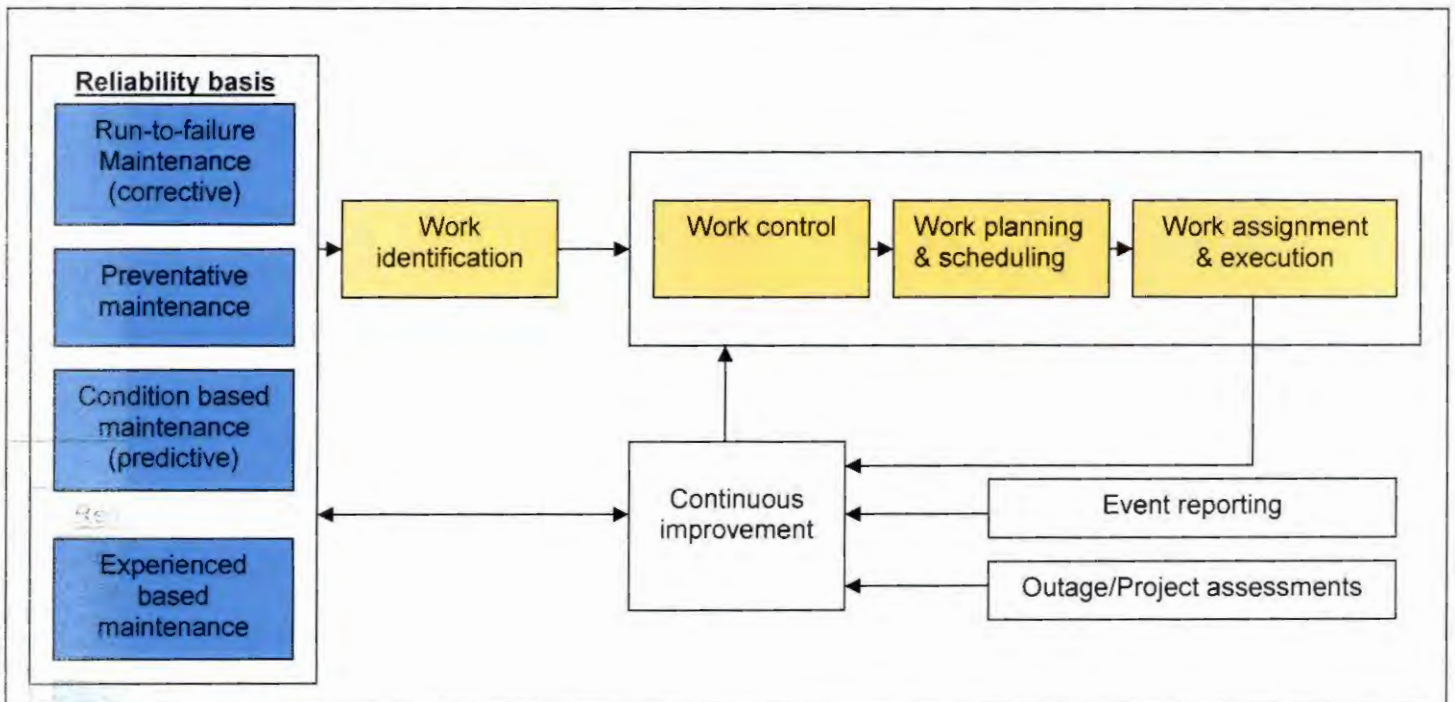 Reliability basis
Run-to-failure
Maintenance
(corrective)
Preventative
maintenance
Condition based
maintenance
(predictive)
Experienced
based
maintenance
Work
identification
Work control
Work planning
& scheduling
Work assignment
& execution
Continuous
improvement
Event reporting
Outage/Project assessments